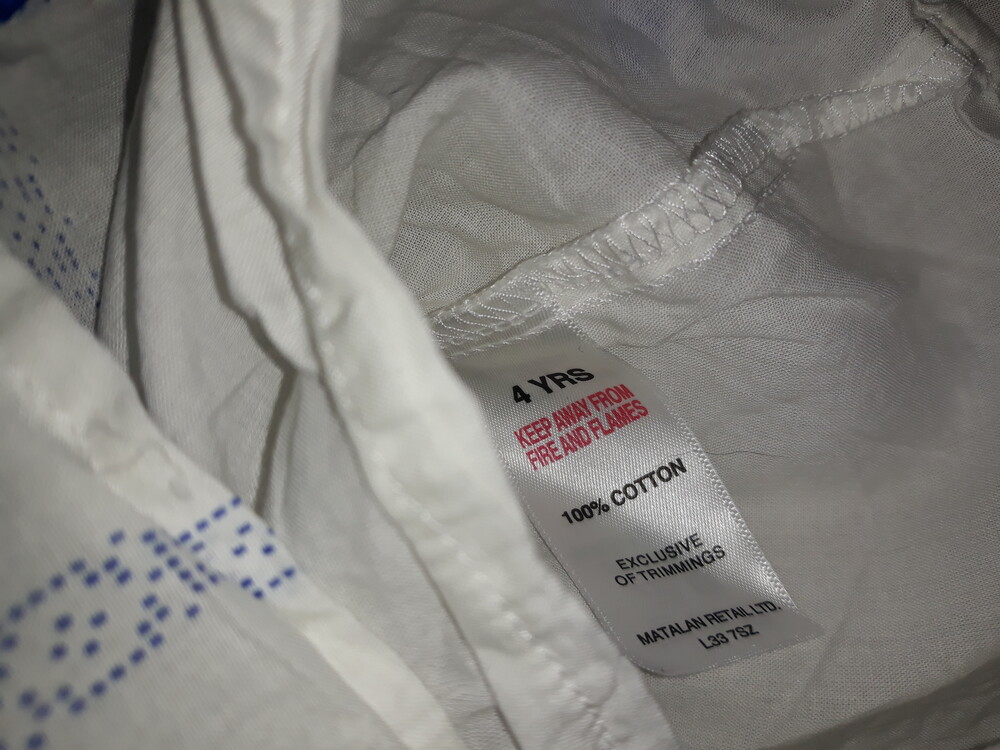 4 YRS
KEEP AWAY FROM
FIRE AND FLAMES
100% COTTON
EXCLUSIVE
OF TRIMMINGS
MATALAN RETAIL LTD.
L33 7SZ